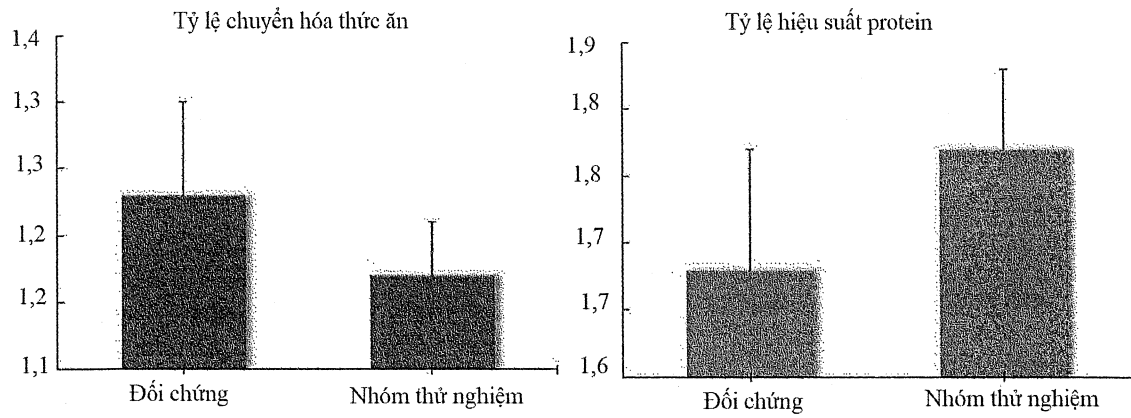 Tỷ lệ chuyển hóa thức ăn
1,4
1,3
1,3
1,2
1,2
1,1
Đối chứng
Nhóm thử nghiệm
Tỷ lệ hiệu suất protein
1,9
1,8
1,8
1,7
1,7
1,6
Đối chứng
Nhóm thử nghiệm